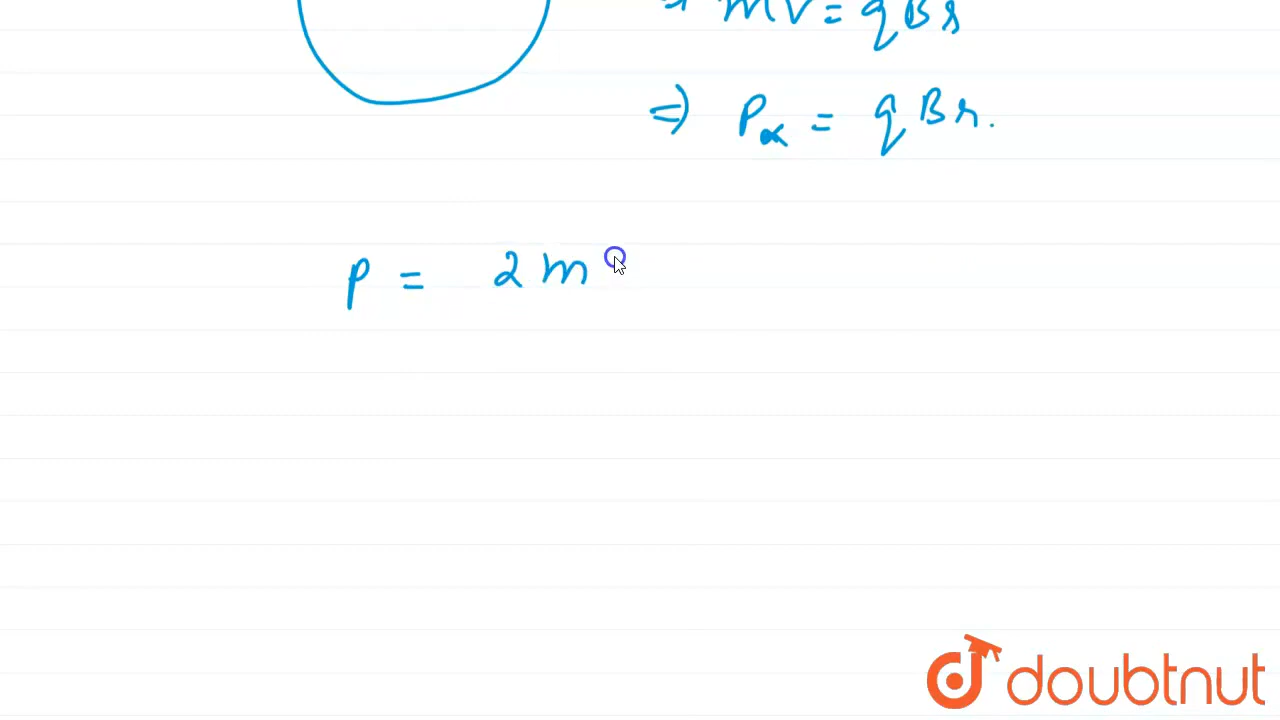 ⇒ mv = qBr
⇒ Pα = qBr.
P = 2m
doubtnut